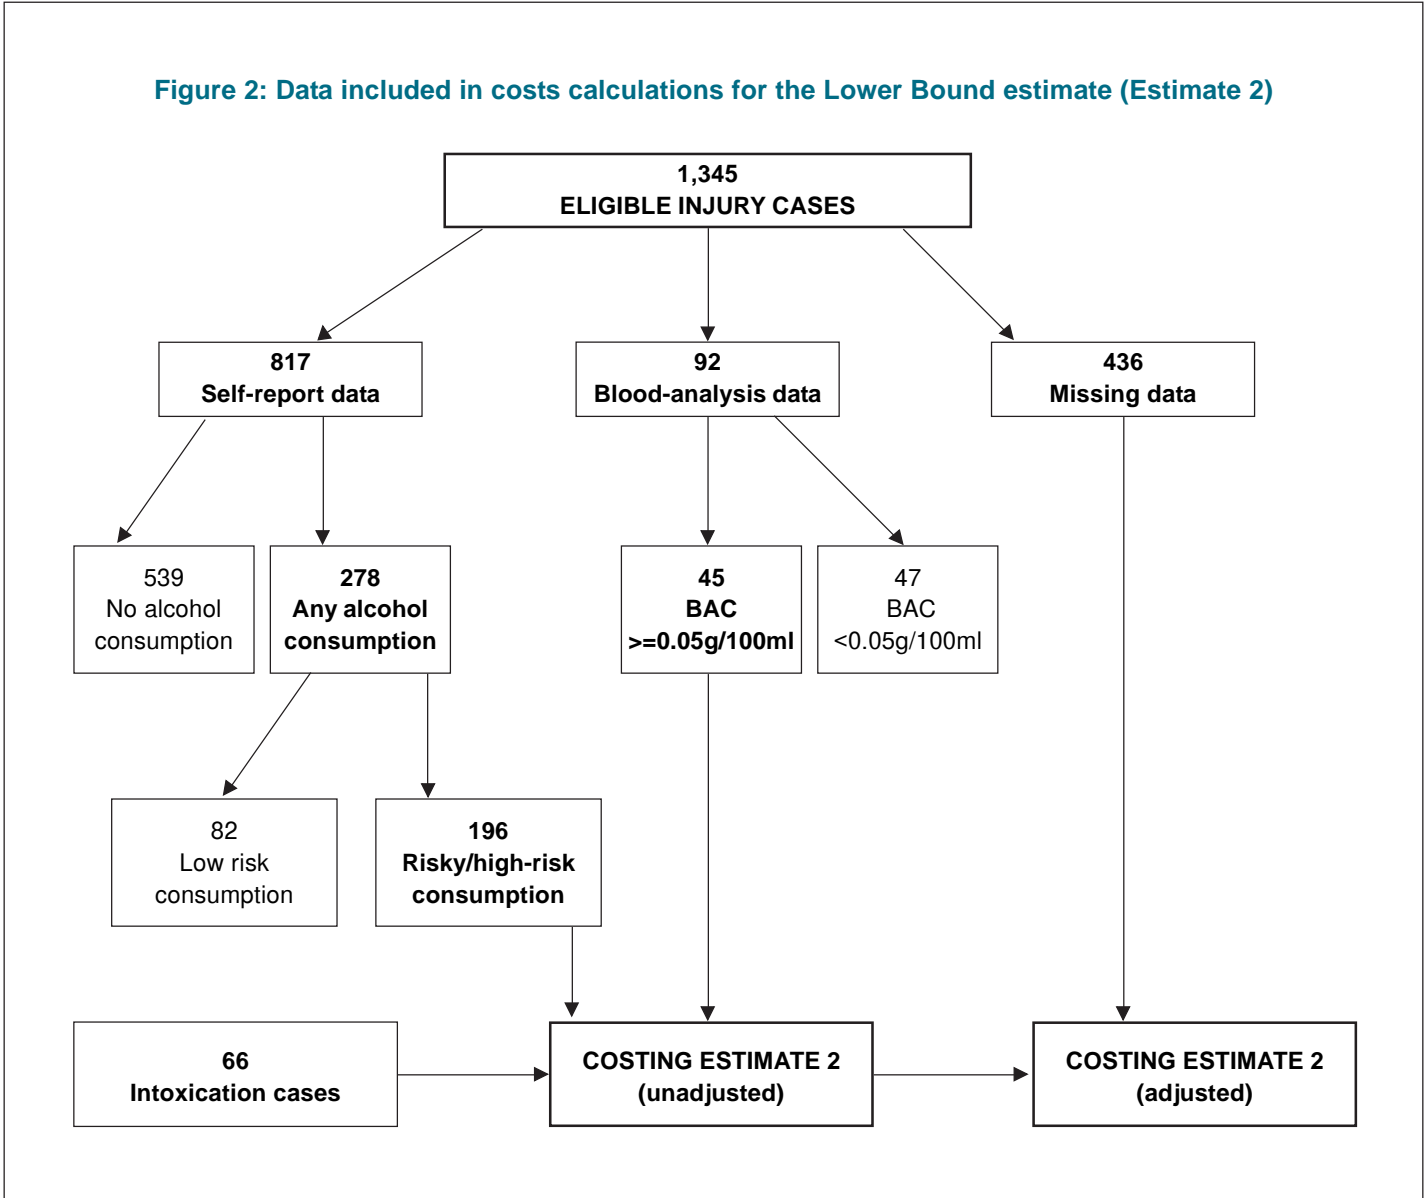 Figure 2: Data included in costs calculations for the Lower Bound estimate (Estimate 2)
1,345
ELIGIBLE INJURY CASES
817
Self-report data
92
Blood-analysis data
436
Missing data
539
No alcohol
consumption
278
Any alcohol
consumption
45
BAC
>=0.05g/100ml
47
BAC
<0.05g/100ml
82
Low risk
consumption
196
Risky/high-risk
consumption
66
Intoxication cases
COSTING ESTIMATE 2
(unadjusted)
COSTING ESTIMATE 2
(adjusted)